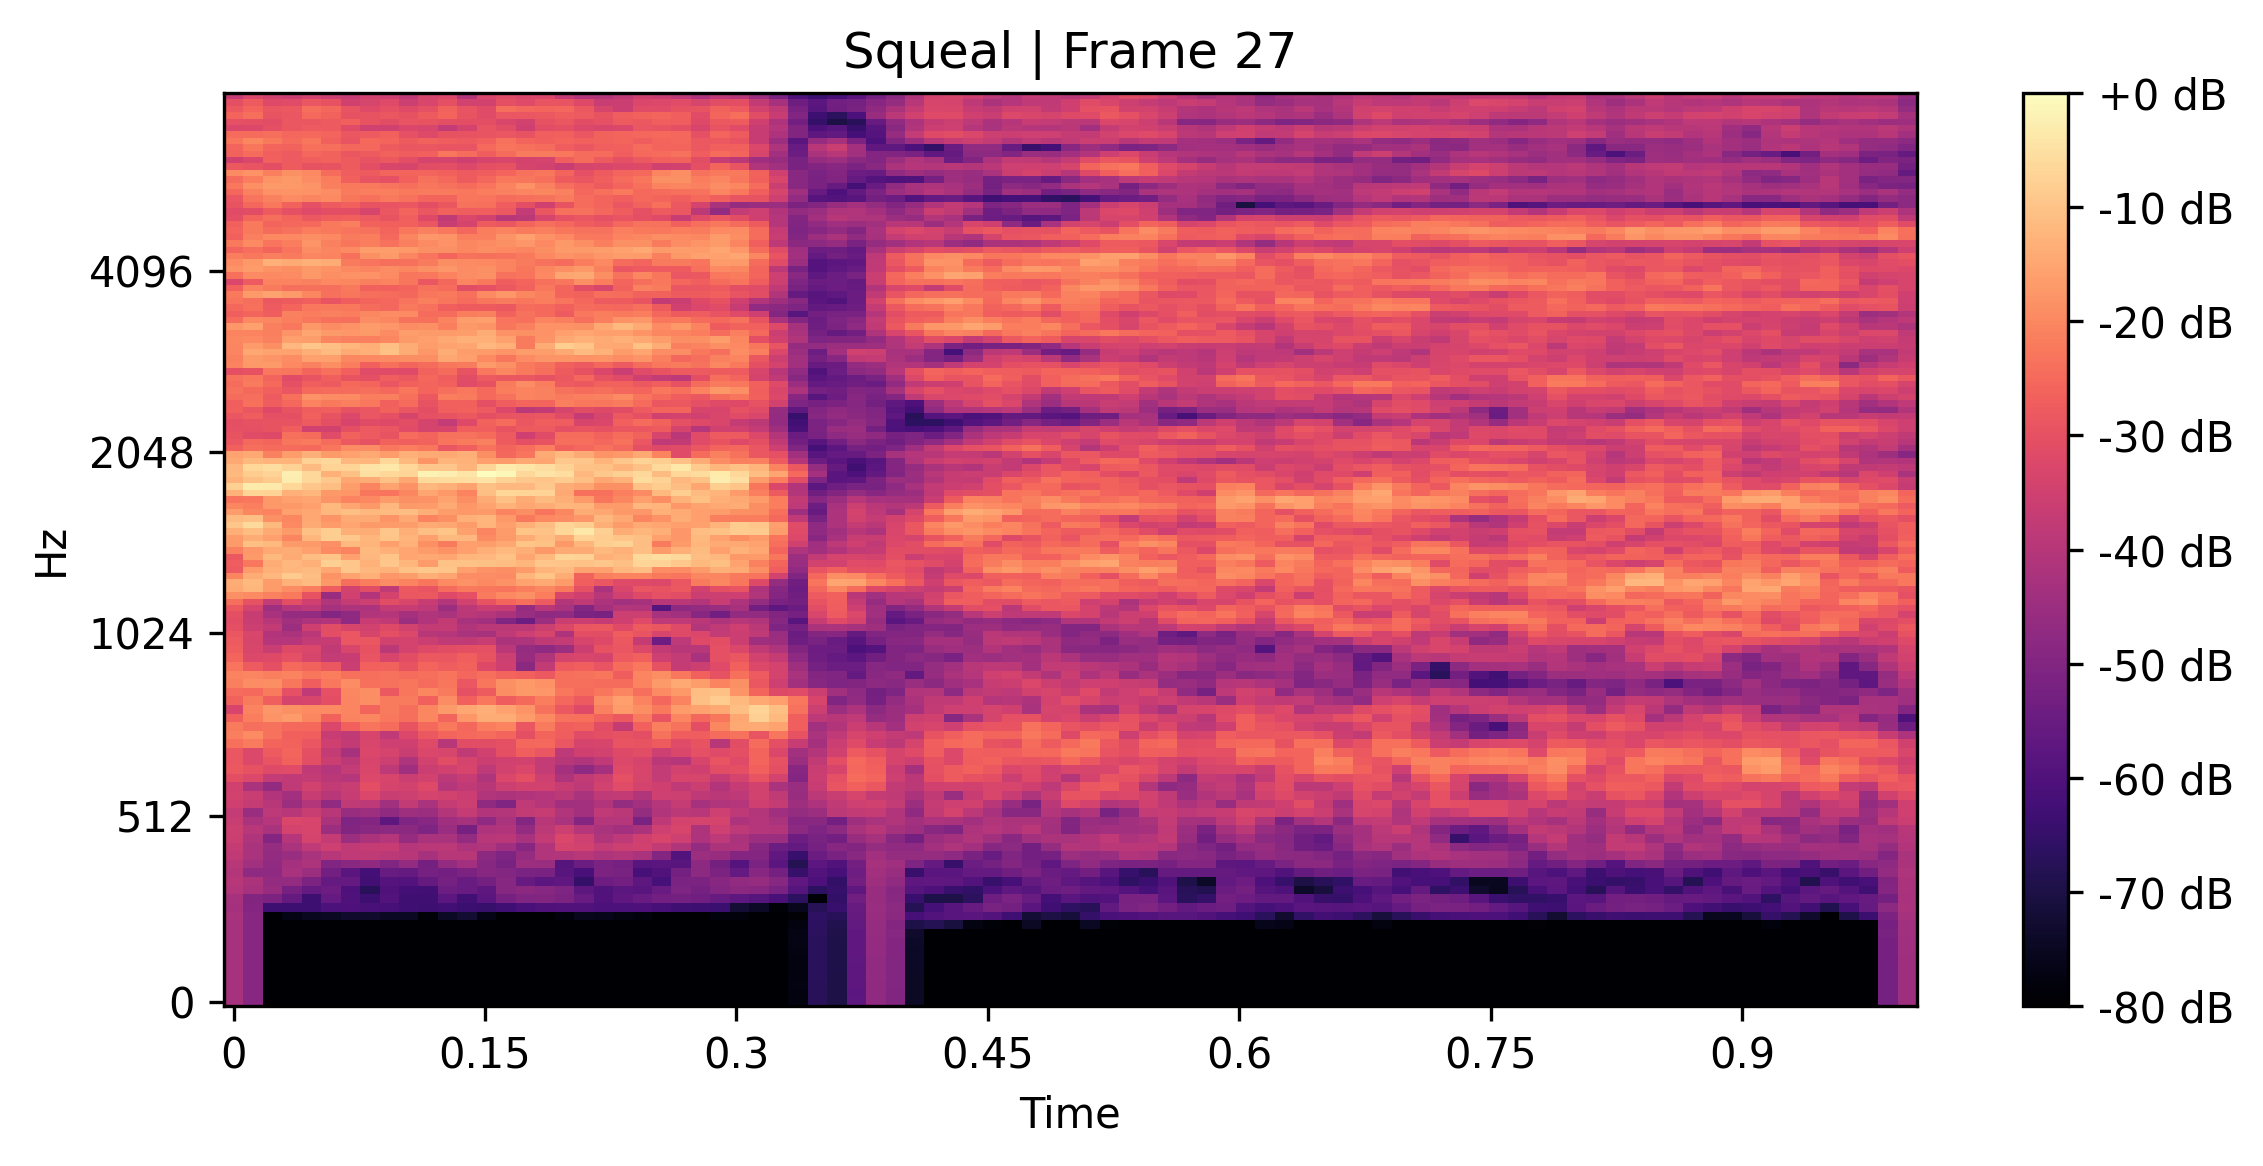 Squeal | Frame 27
Hz
4096
2048
1024
512
0
0 0.15 0.3 0.45 0.6 0.75 0.9
Time
+0 dB
-10 dB
-20 dB
-30 dB
-40 dB
-50 dB
-60 dB
-70 dB
-80 dB